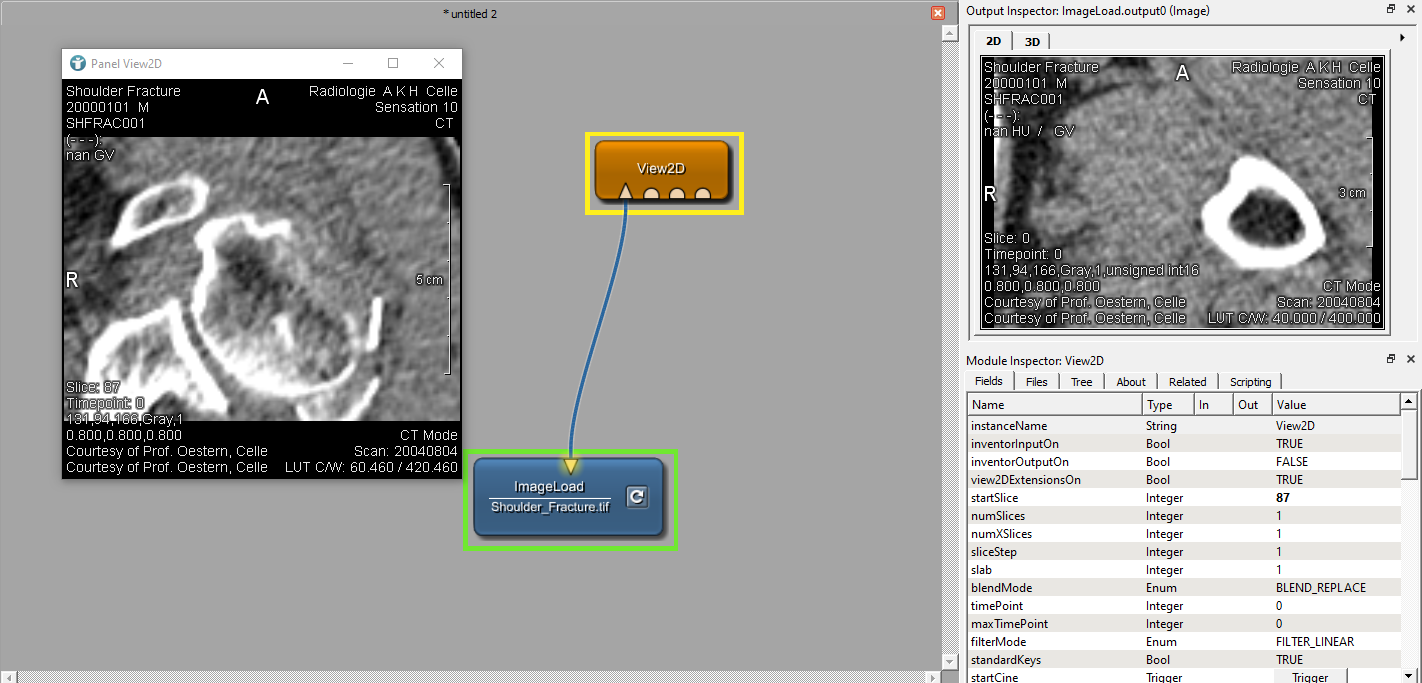 * untitled 2
Panel View2D
Shoulder Fracture
20000101 M
SHFRAC001
(- - -):
nan GV
A
Radiologie A K H Celle
Sensation 10
CT
R
5 cm
Slice: 87
Timepoint: 0
131,94,166,Gray,1
0.800,0.800,0.800
Courtesy of Prof. Oestern, Celle
Courtesy of Prof. Oestern, Celle
CT Mode
Scan: 20040804
LUT C/W: 60.460 / 420.460
View2D
ImageLoad
Shoulder_Fracture.tif
Output Inspector: ImageLoad.output0 (Image)
2D 3D
Shoulder Fracture
20000101 M
SHFRAC001
(- - -):
nan HU / GV
A
Radiologie A K H Celle
Sensation 10
CT
R
3 cm
Slice: 0
Timepoint: 0
131,94,166,Gray,1,unsigned int16
0.800,0.800,0.800
Courtesy of Prof. Oestern, Celle
Courtesy of Prof. Oestern, Celle
CT Mode
Scan: 20040804
LUT C/W: 40.000 / 400.000
Module Inspector: View2D
Fields Files Tree About Related Scripting
Name Type In Out Value
instanceName String View2D
inventorInputOn Bool TRUE
inventorOutputOn Bool FALSE
view2DExtensionsOn Bool TRUE
startSlice Integer 87
numSlices Integer 1
numXSlices Integer 1
sliceStep Integer 1
slab Integer 1
blendMode Enum BLEND_REPLACE
timePoint Integer 0
maxTimePoint Integer 0
filterMode Enum FILTER_LINEAR
standardKeys Bool TRUE
startCine Trigger Trigger